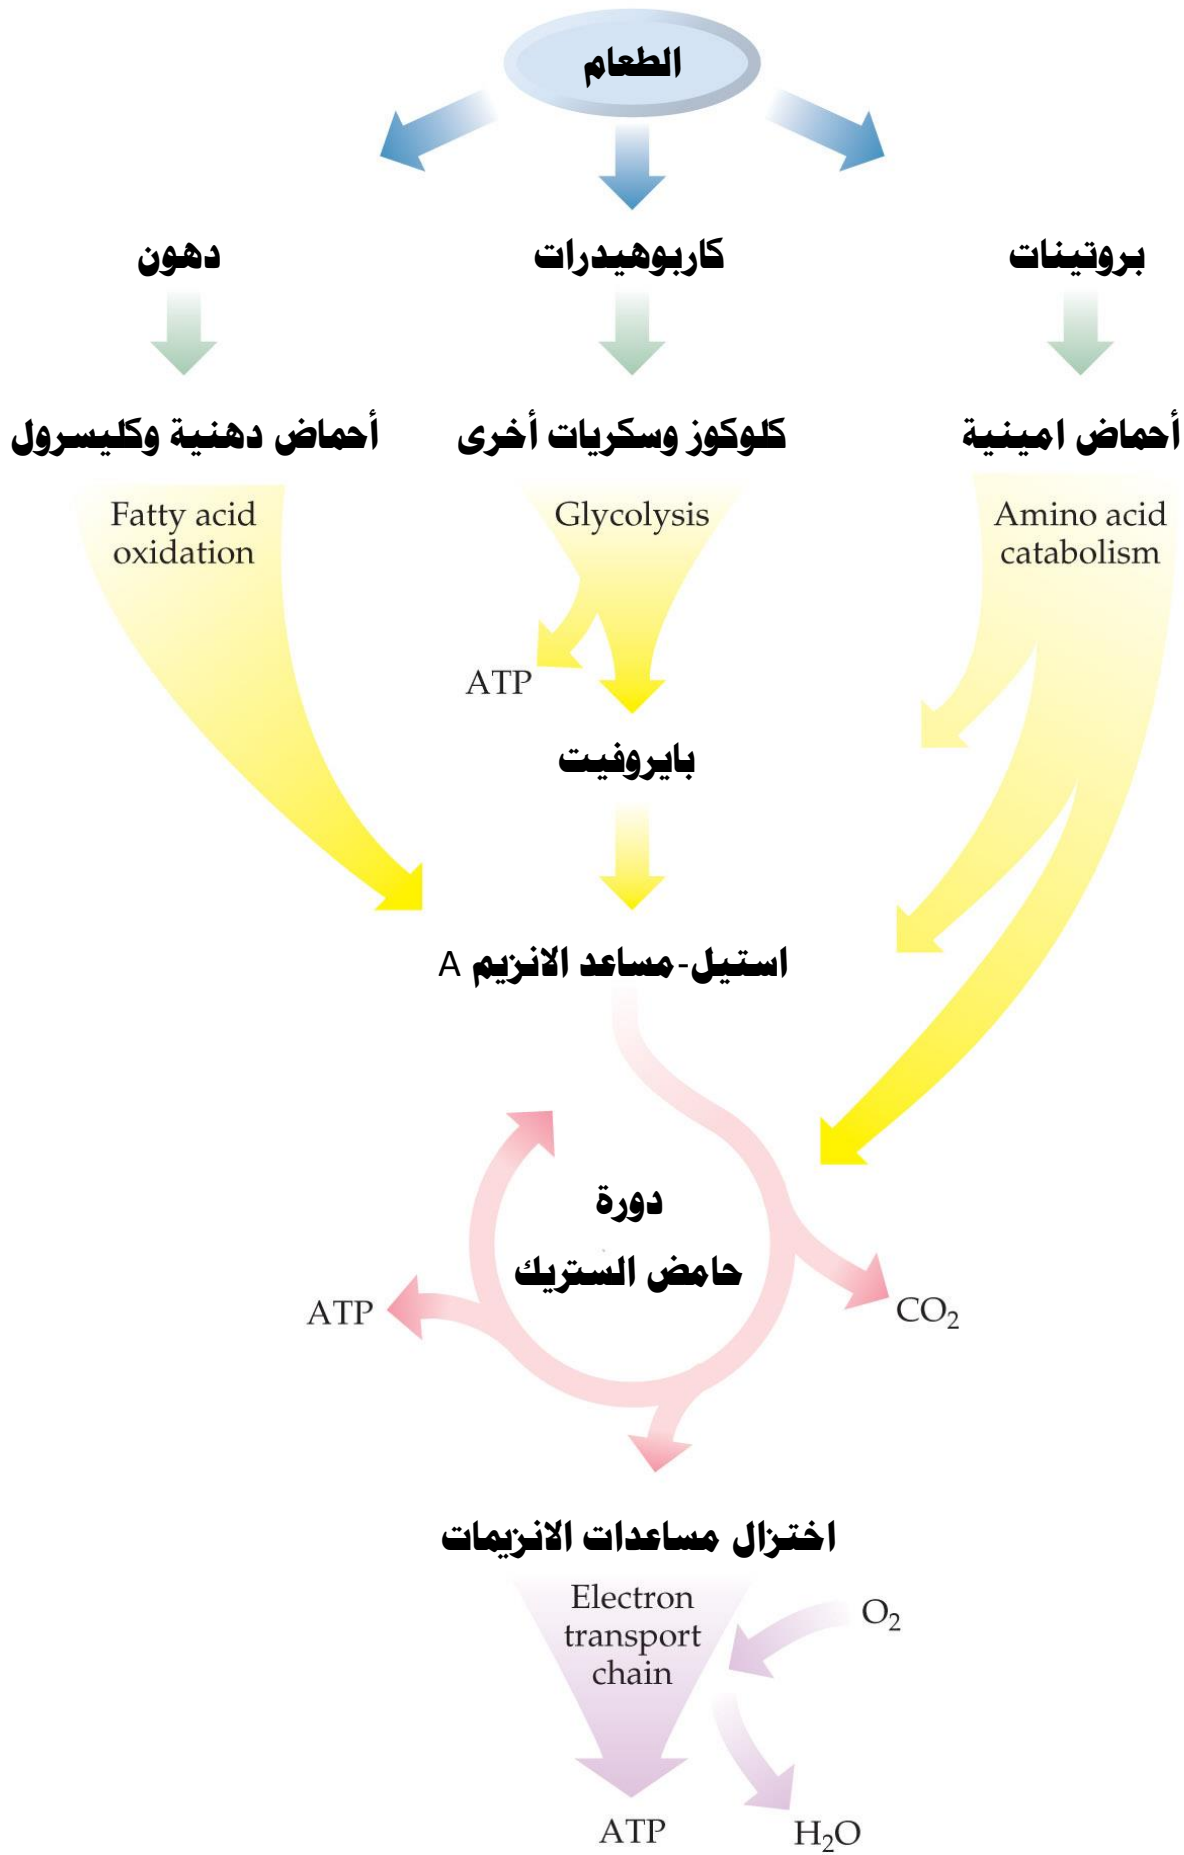 الطعام
دهون
كاربوهيدرات
بروتينات
أحماض دهنية وكليسرول
كلوكوز وسكريات أخرى
أحماض امينية
Fatty acid
oxidation
Glycolysis
Amino acid
catabolism
ATP
بايروفيت
استيل-مساعد الانزيم A
دورة
حامض الستريك
ATP
CO₂
اختزال مساعدات الانزيمات
Electron
transport
chain
O₂
ATP
H₂O